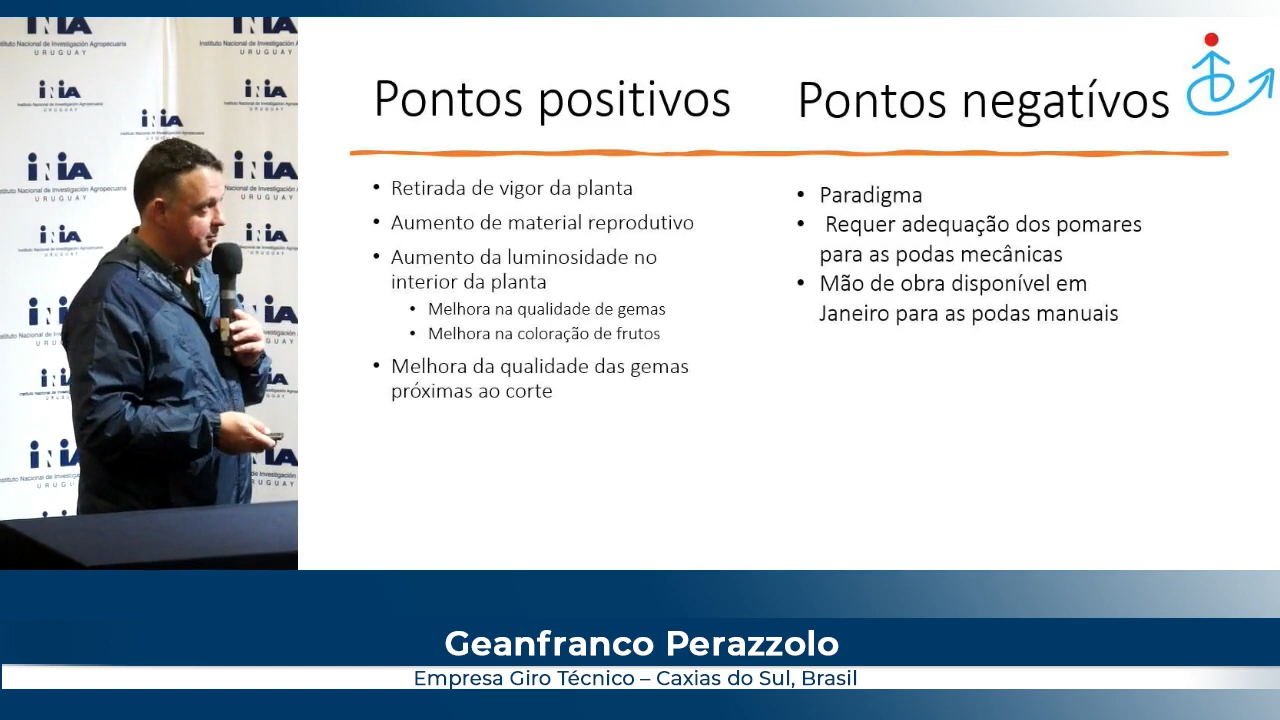 INIA
Instituto Nacional de Investigación Agropecuaria
URUGUAY
Pontos positivos
Retirada de vigor da planta
Aumento de material reprodutivo
Aumento da luminosidade no
interior da planta
Melhora na qualidade de gemas
Melhora na coloração de frutos
Melhora da qualidade das gemas
próximas ao corte
Pontos negatívos
Paradigma
Requer adequação dos pomares
para as podas mecânicas
Mão de obra disponível em
Janeiro para as podas manuais
Geanfranco Perazzolo
Empresa Giro Técnico – Caxias do Sul, Brasil